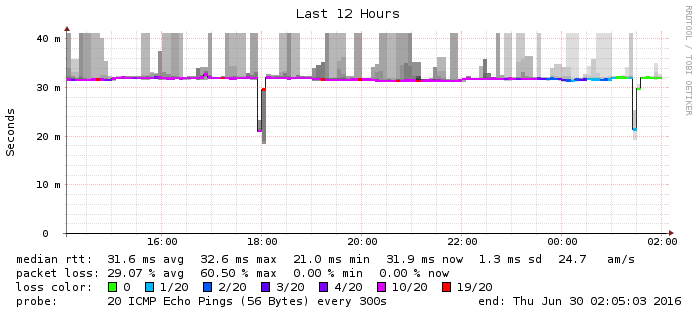 Last 12 Hours
RRDTOOL / TOBI OETIKER
Seconds
40 m
30 m
20 m
10 m
0
16:00 18:00 20:00 22:00 00:00 02:00
median rtt: 31.6 ms avg 32.6 ms max 21.0 ms min 31.9 ms now 1.3 ms sd 24.7 am/s
packet loss: 29.07 % avg 60.50 % max 0.00 % min 0.00 % now
loss color: 0 1/20 2/20 3/20 4/20 10/20 19/20
probe: 20 ICMP Echo Pings (56 Bytes) every 300s end: Thu Jun 30 02:05:03 2016